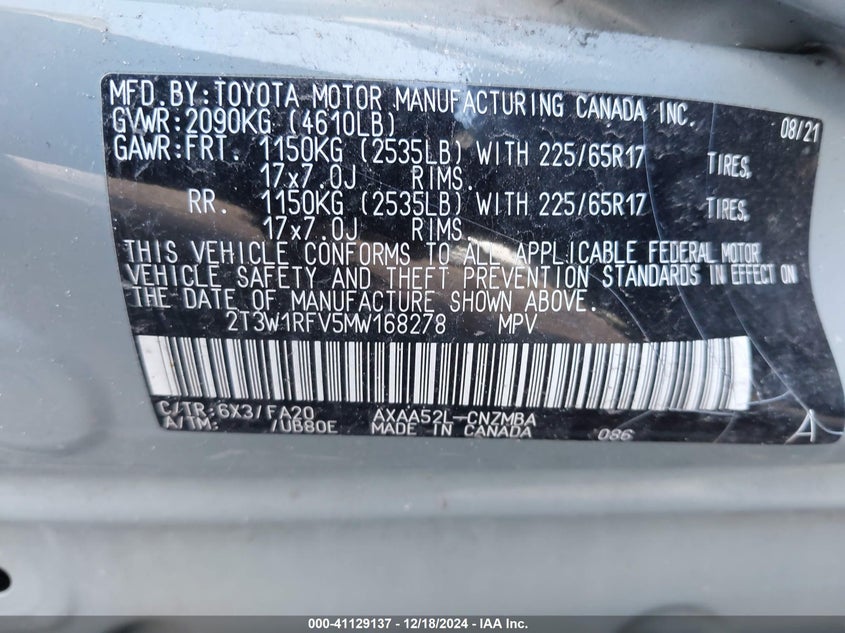 MFD.BY:TOYOTA MOTOR MANUFACTURING CANADA INC. 08/21
GVWR:2090KG (4610LB)
GAWR:FRT. 1150KG (2535LB) WITH 225/65R17 TIRES,
17x7.0J RIMS.
RR. 1150KG (2535LB) WITH 225/65R17 TIRES,
17x7.0J RIMS.
THIS VEHICLE CONFORMS TO ALL APPLICABLE FEDERAL MOTOR
VEHICLE SAFETY AND THEFT PREVENTION STANDARDS IN EFFECT ON
THE DATE OF MANUFACTURE SHOWN ABOVE.
2T3W1RFV5MW168278 MPV
C/TR:6X3/FA20 AXAA52L-CNZMBA
A/TM: /UB80E MADE IN CANADA 086 A
000-41129137 - 12/18/2024 - IAA Inc.